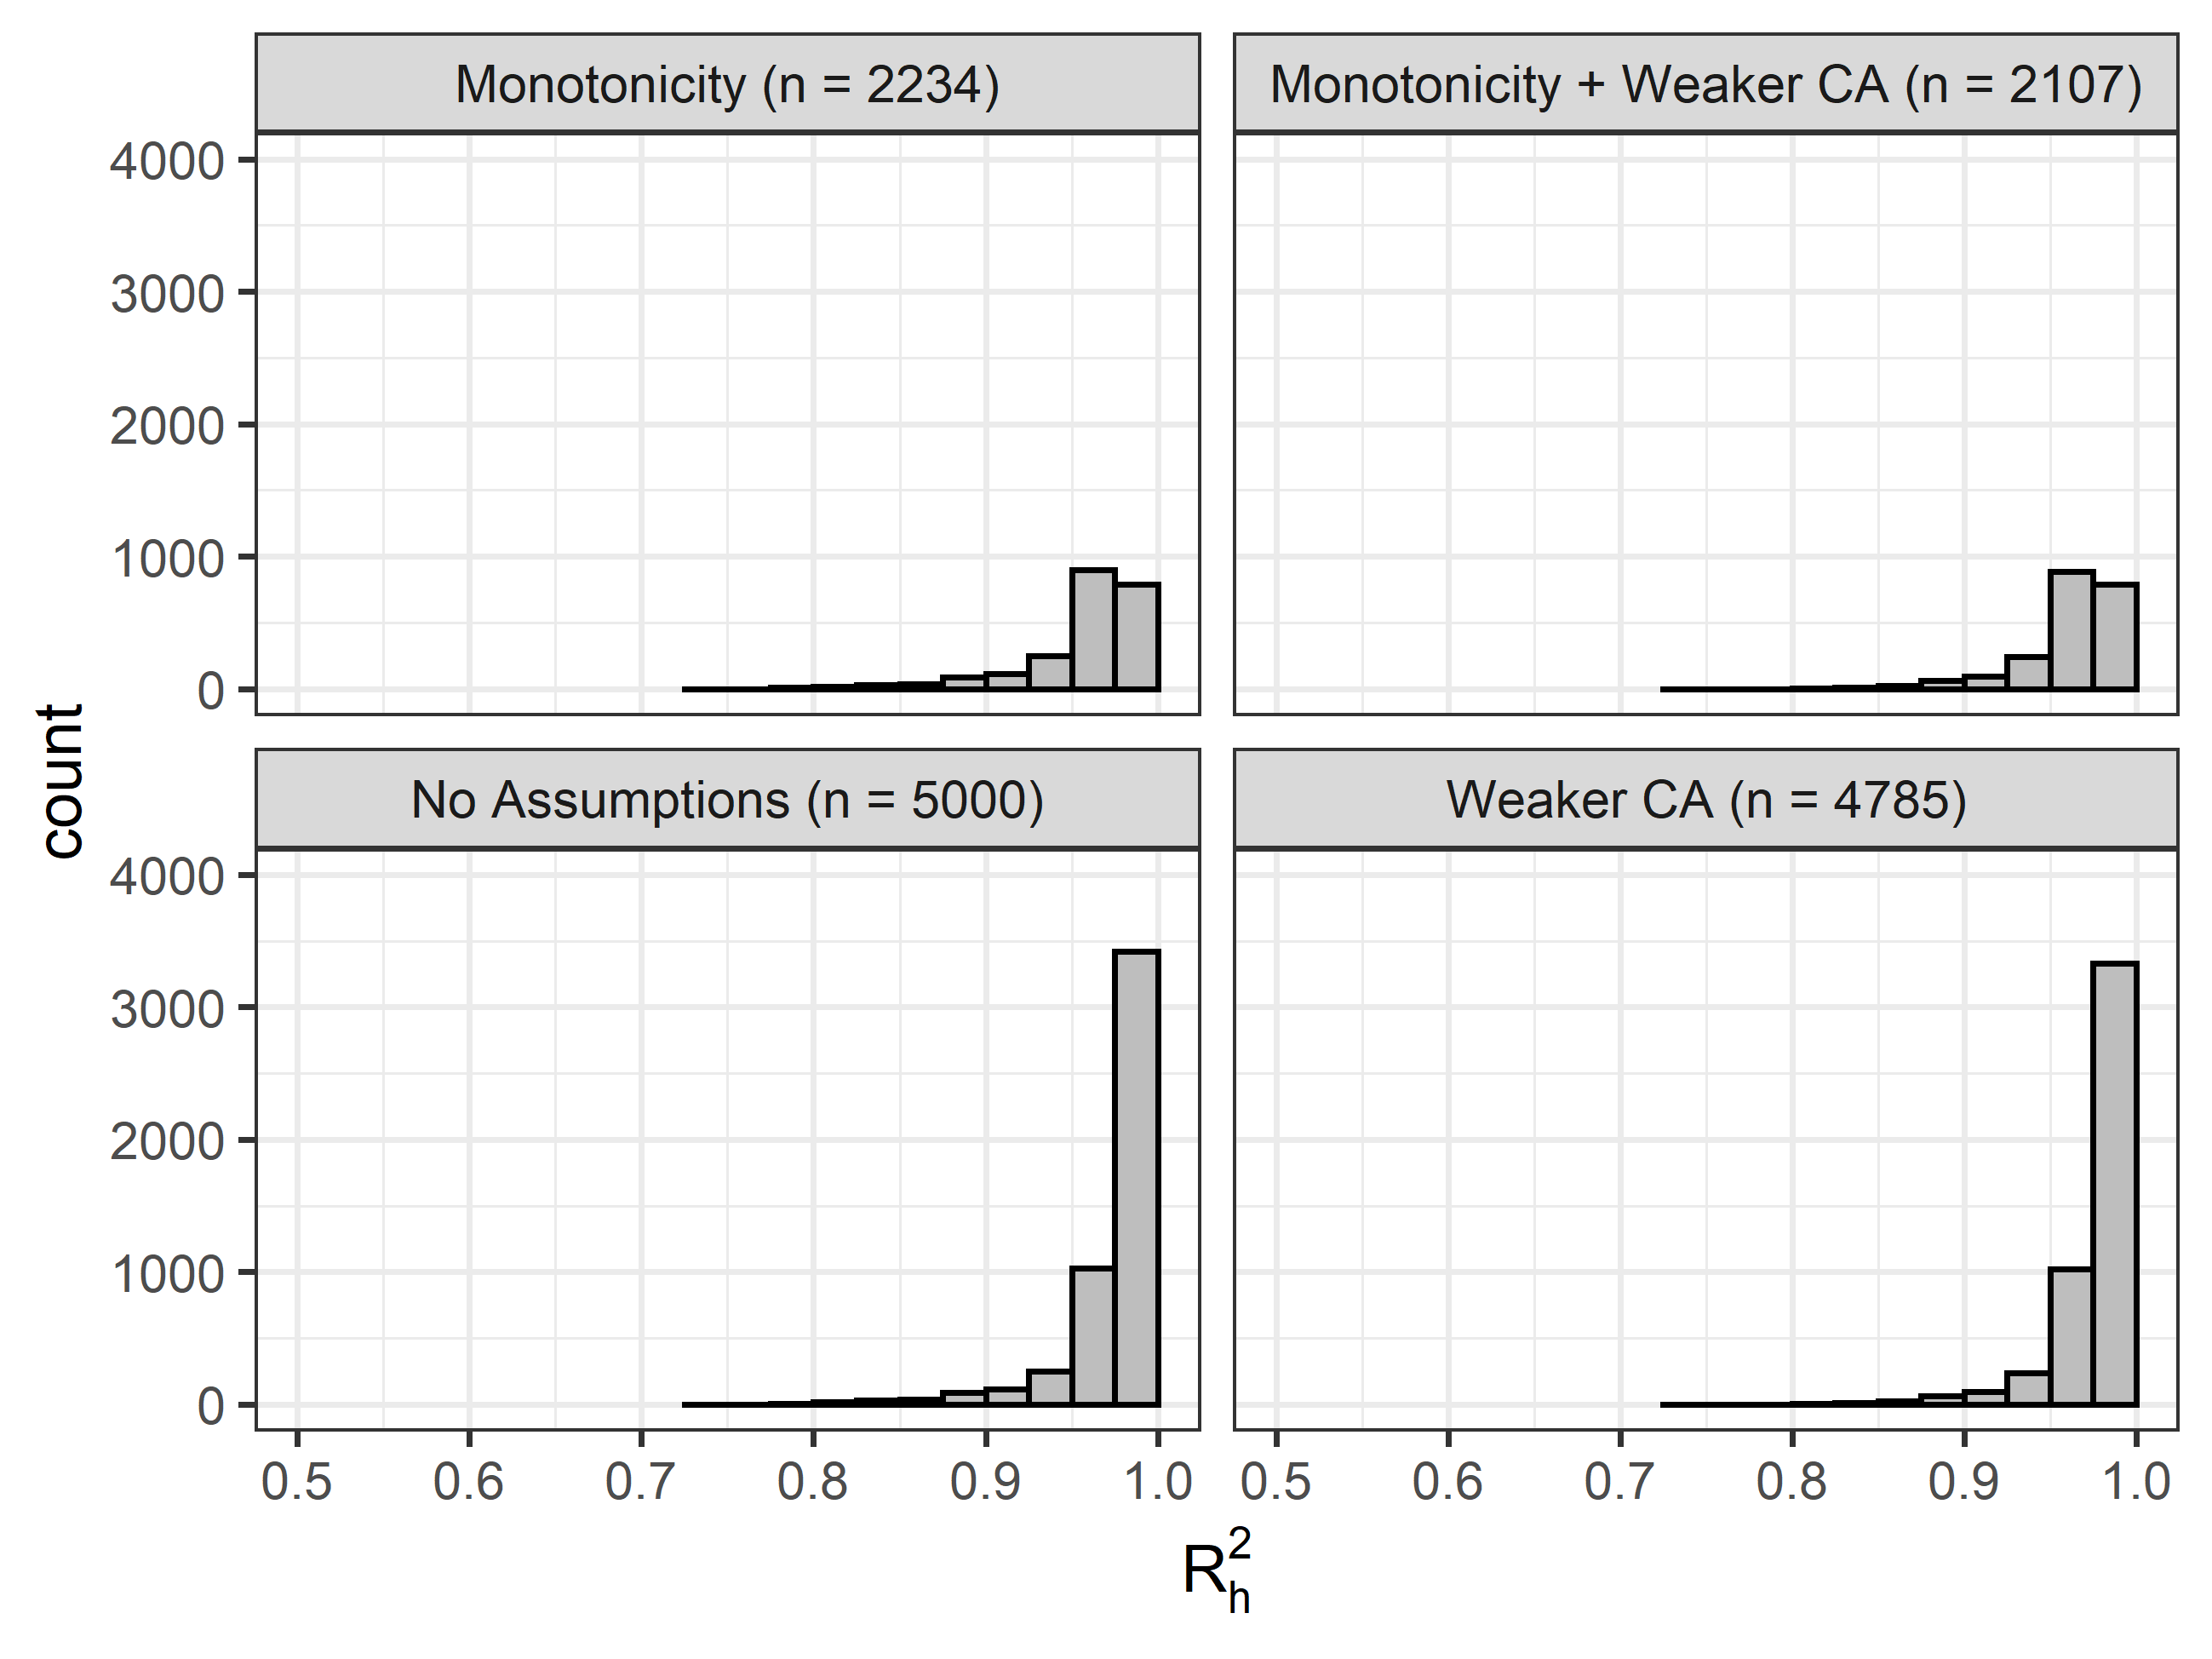 Monotonicity (n = 2234)
Monotonicity + Weaker CA (n = 2107)
4000
3000
2000
1000
0
No Assumptions (n = 5000)
Weaker CA (n = 4785)
4000
3000
2000
1000
0
count
0.5 0.6 0.7 0.8 0.9 1.0
0.5 0.6 0.7 0.8 0.9 1.0
R²ₕ